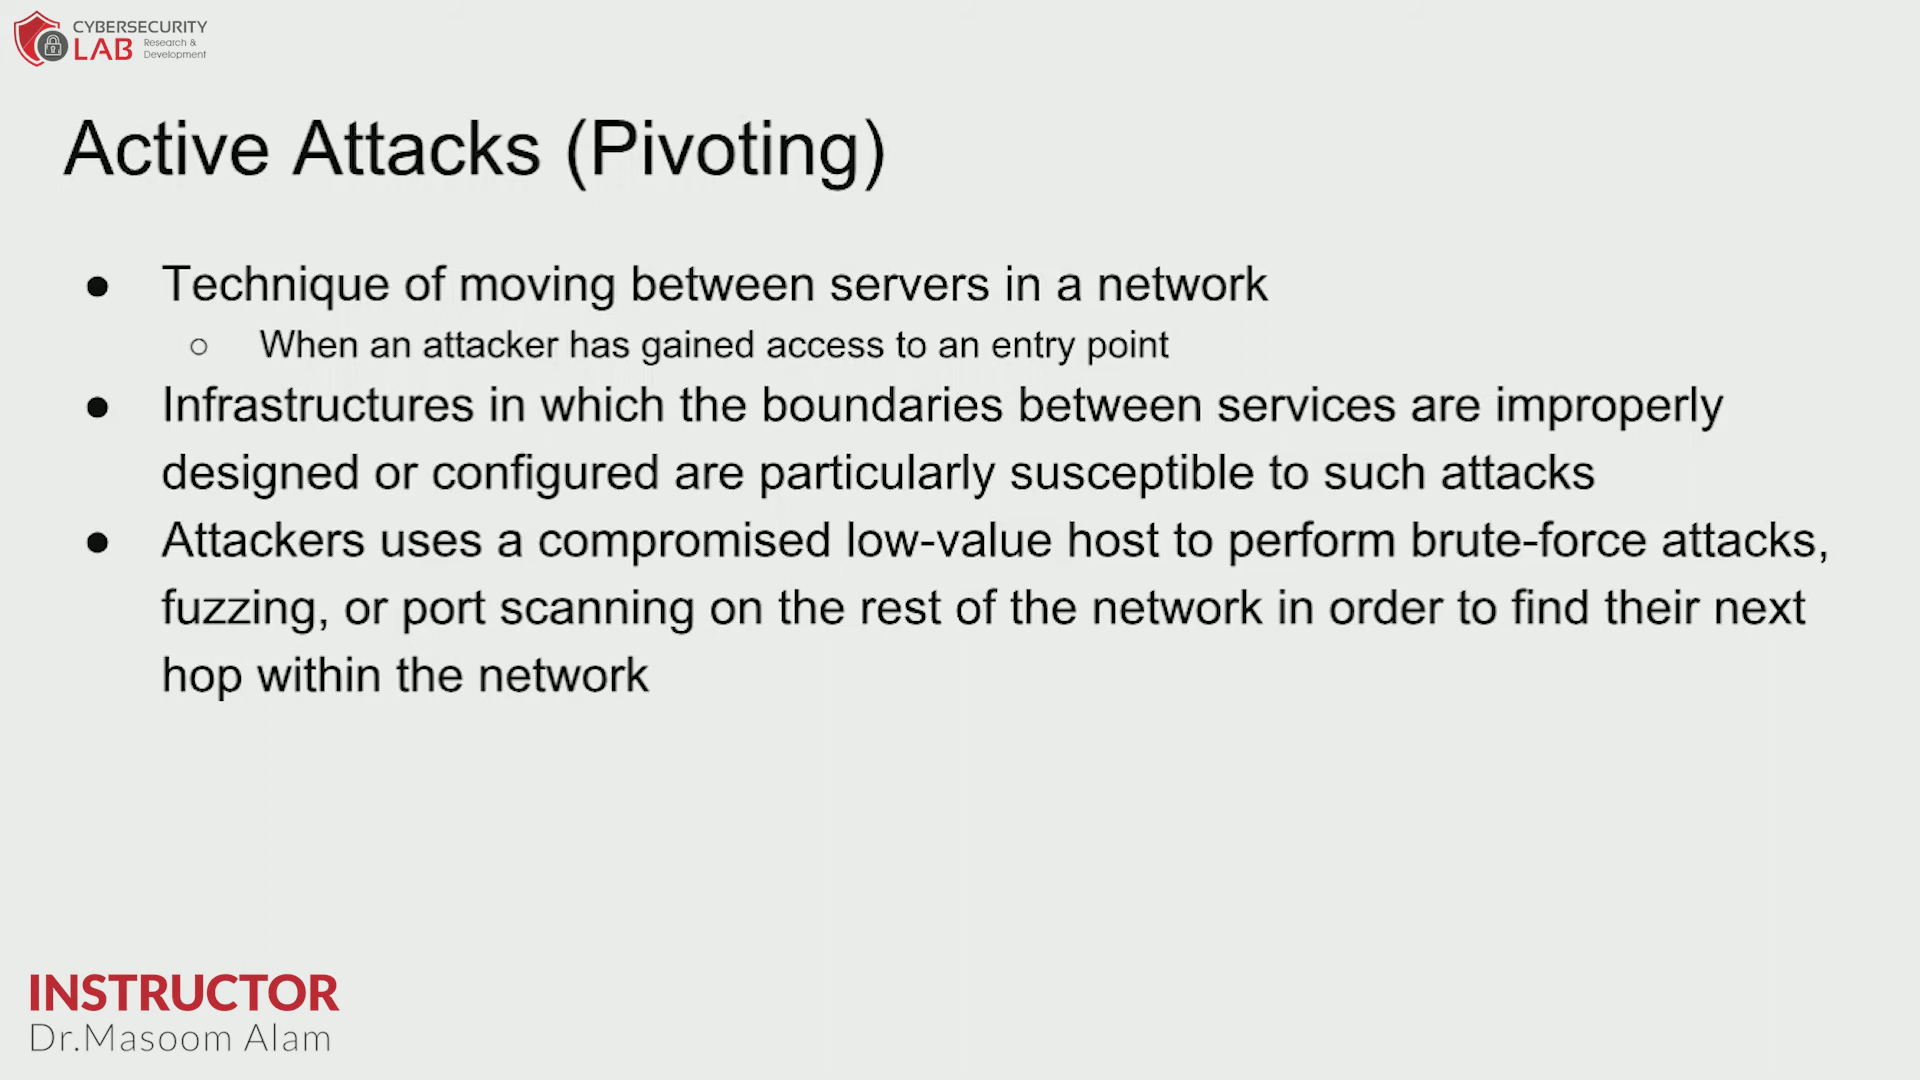 CYBERSECURITY
LAB Research &
Development
Active Attacks (Pivoting)
● Technique of moving between servers in a network
○ When an attacker has gained access to an entry point
● Infrastructures in which the boundaries between services are improperly
designed or configured are particularly susceptible to such attacks
● Attackers uses a compromised low-value host to perform brute-force attacks,
fuzzing, or port scanning on the rest of the network in order to find their next
hop within the network
INSTRUCTOR
Dr.Masoom Alam